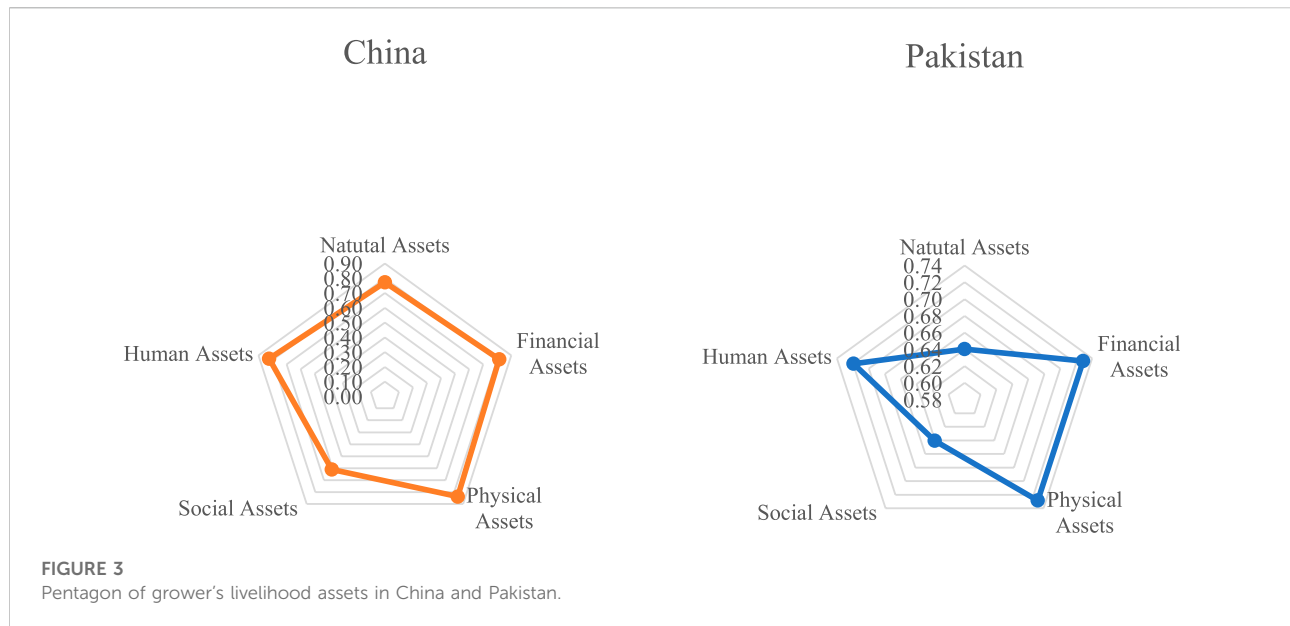 China
Natutal Assets
0.90
0.80
0.70
0.60
0.50
0.40
0.30
0.20
0.10
0.00
Financial
Assets
Physical
Assets
Social Assets
Human Assets
Pakistan
Natutal Assets
0.74
0.72
0.70
0.68
0.66
0.64
0.62
0.60
0.58
Financial
Assets
Physical
Assets
Social Assets
Human Assets
FIGURE 3
Pentagon of grower's livelihood assets in China and Pakistan.